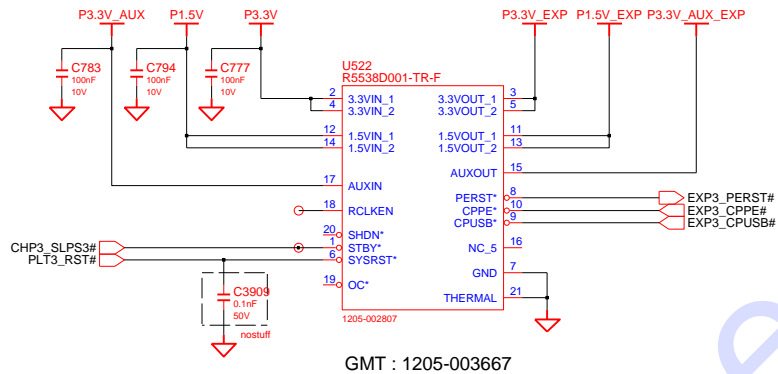 P3.3V_AUX P1.5V P3.3V P3.3V_EXP P1.5V_EXP P3.3V_AUX_EXP
U522
R5538D001-TR-F
C783
100nF
10V
C794
100nF
10V
C777
100nF
10V
2 3.3VIN_1 3.3VOUT_1 3
4 3.3VIN_2 3.3VOUT_2 5
12 1.5VIN_1 1.5VOUT_1 11
14 1.5VIN_2 1.5VOUT_2 13
AUXOUT 15
17 AUXIN
PERST* 8 EXP3_PERST#
18 RCLKEN CPPE* 10 EXP3_CPPE#
CPUSB* 9 EXP3_CPUSB#
20 SHDN*
CHP3_SLPS3# 1 STBY* NC_5 16
PLT3_RST# 6 SYSRST*
GND 7
19 OC*
THERMAL 21
C3909
0.1nF
50V
nostuff
1205-002807
GMT : 1205-003667